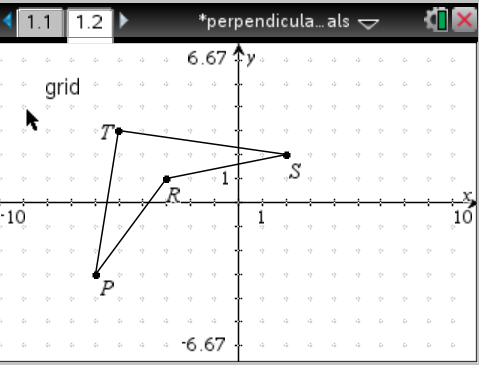 1.1 1.2 *perpendicula…als
6.67 y
grid
T
S
1
R
x
-10 1 10
P
-6.67